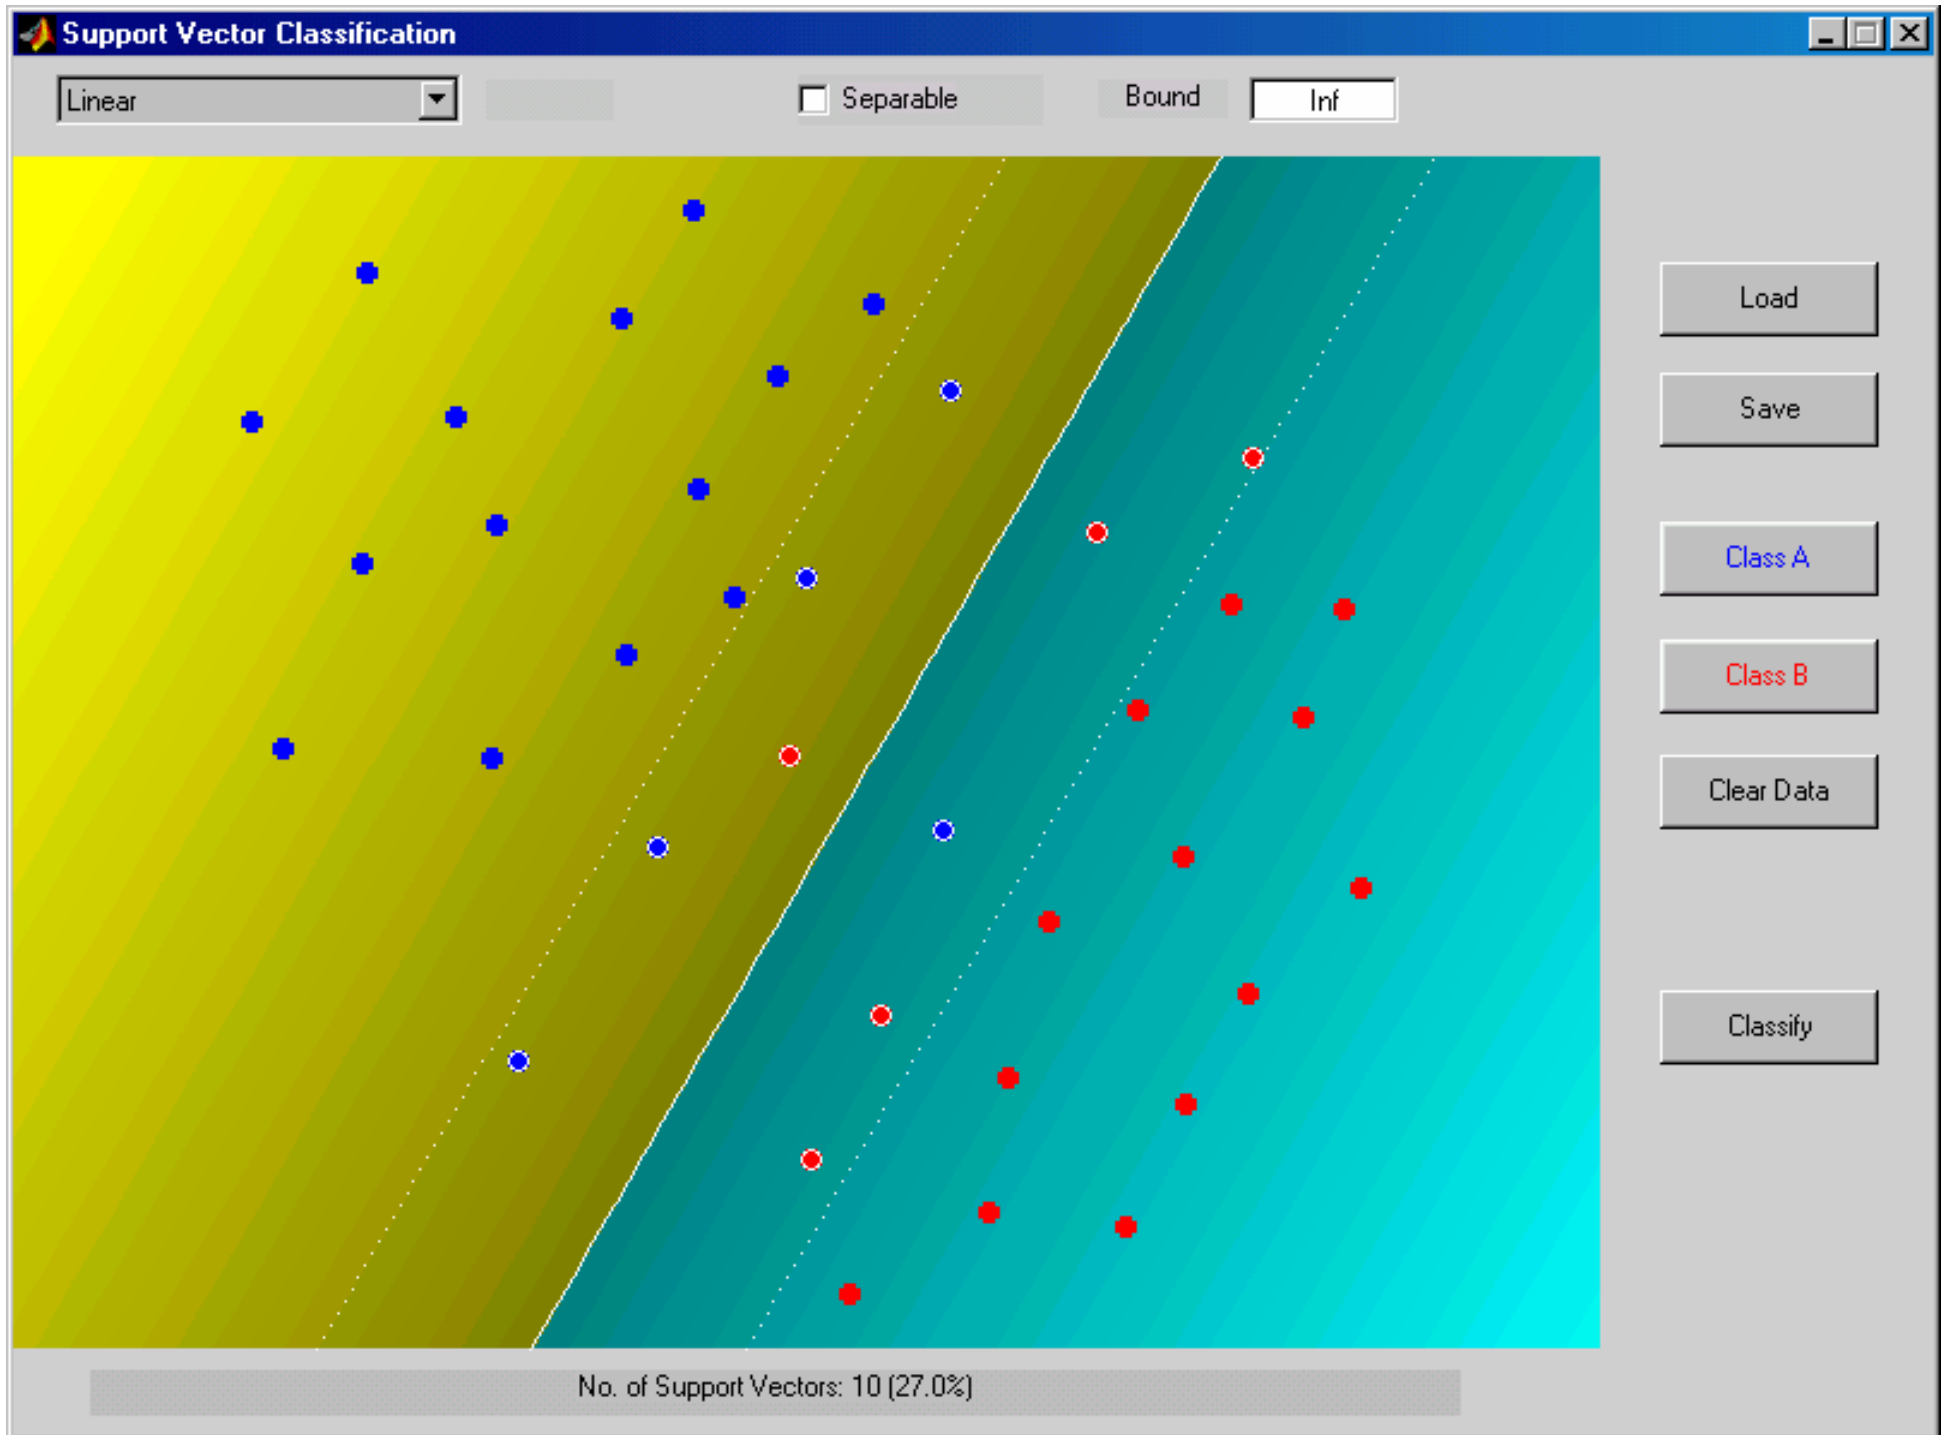 Support Vector Classification
Linear
Separable
Bound
Inf
Load
Save
Class A
Class B
Clear Data
Classify
No. of Support Vectors: 10 (27.0%)